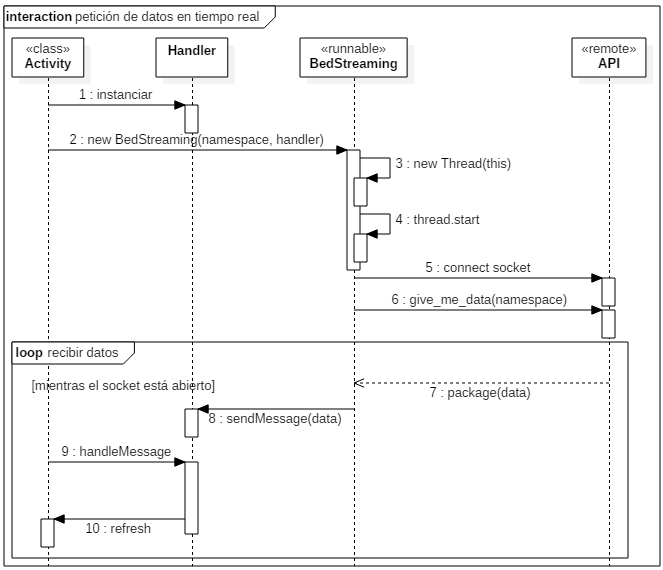 interaction petición de datos en tiempo real
«class»
Activity
Handler
«runnable»
BedStreaming
«remote»
API
1 : instanciar
2 : new BedStreaming(namespace, handler)
3 : new Thread(this)
4 : thread.start
5 : connect socket
6 : give_me_data(namespace)
loop recibir datos
[mientras el socket está abierto]
7 : package(data)
8 : sendMessage(data)
9 : handleMessage
10 : refresh